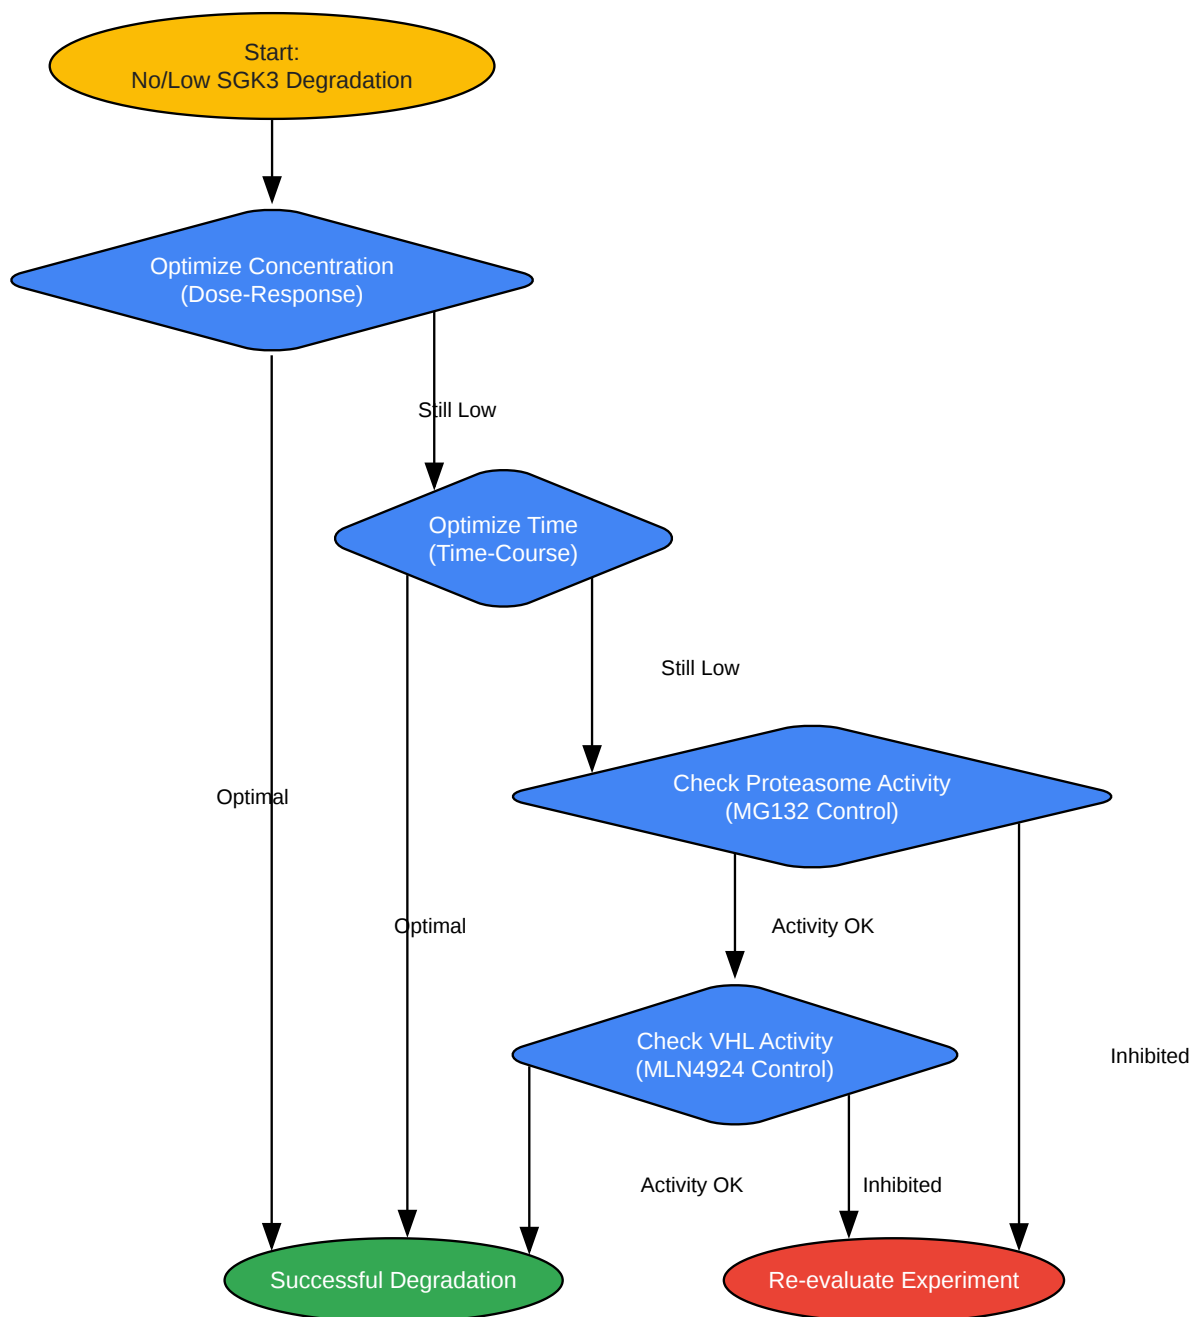 Start:
No/Low SGK3 Degradation
Optimize Concentration
(Dose-Response)
Still Low
Optimize Time
(Time-Course)
Still Low
Check Proteasome Activity
(MG132 Control)
Optimal
Optimal
Activity OK
Check VHL Activity
(MLN4924 Control)
Inhibited
Activity OK
Inhibited
Successful Degradation
Re-evaluate Experiment